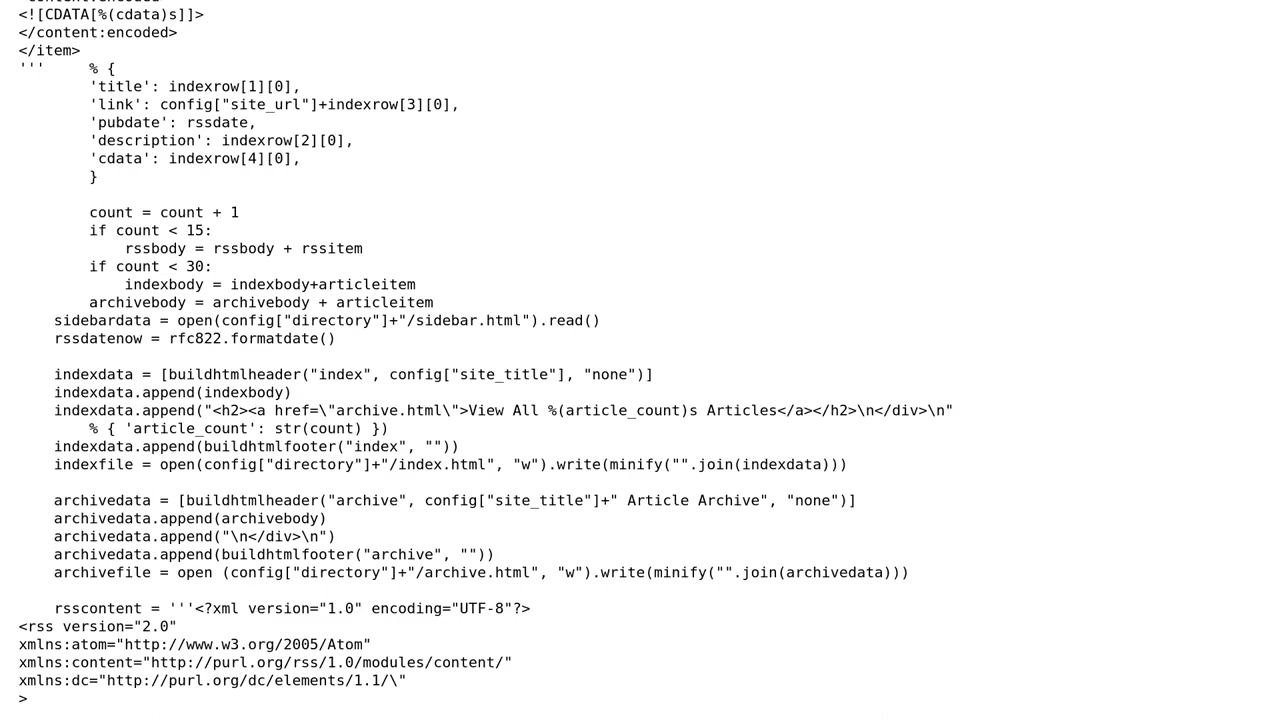 <content:encoded>
<![CDATA[%(cdata)s]]>
</content:encoded>
</item>
'''     % {
        'title': indexrow[1][0],
        'link': config["site_url"]+indexrow[3][0],
        'pubdate': rssdate,
        'description': indexrow[2][0],
        'cdata': indexrow[4][0],
        }

        count = count + 1
        if count < 15:
            rssbody = rssbody + rssitem
        if count < 30:
            indexbody = indexbody+articleitem
        archivebody = archivebody + articleitem
    sidebardata = open(config["directory"]+"/sidebar.html").read()
    rssdatenow = rfc822.formatdate()

    indexdata = [buildhtmlheader("index", config["site_title"], "none")]
    indexdata.append(indexbody)
    indexdata.append("<h2><a href=\"archive.html\">View All %(article_count)s Articles</a></h2>\n</div>\n"
        % { 'article_count': str(count) })
    indexdata.append(buildhtmlfooter("index", ""))
    indexfile = open(config["directory"]+"/index.html", "w").write(minify("".join(indexdata)))

    archivedata = [buildhtmlheader("archive", config["site_title"]+" Article Archive", "none")]
    archivedata.append(archivebody)
    archivedata.append("\n</div>\n")
    archivedata.append(buildhtmlfooter("archive", ""))
    archivefile = open (config["directory"]+"/archive.html", "w").write(minify("".join(archivedata)))

    rsscontent = '''<?xml version="1.0" encoding="UTF-8"?>
<rss version="2.0"
xmlns:atom="http://www.w3.org/2005/Atom"
xmlns:content="http://purl.org/rss/1.0/modules/content/"
xmlns:dc="http://purl.org/dc/elements/1.1/\"
>